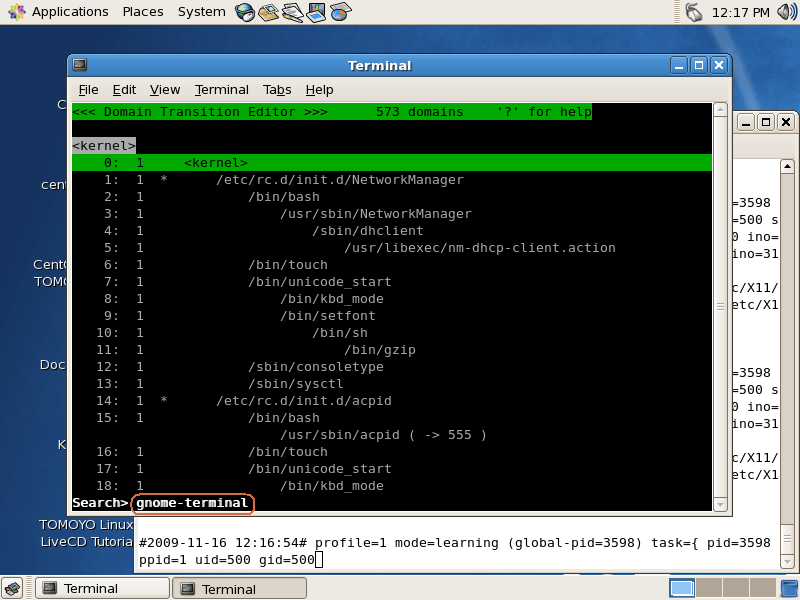 Applications Places System 12:17 PM
Terminal
File Edit View Terminal Tabs Help
<<< Domain Transition Editor >>> 573 domains '?' for help
<kernel>
0: 1 <kernel>
1: 1 * /etc/rc.d/init.d/NetworkManager
2: 1 /bin/bash
3: 1 /usr/sbin/NetworkManager
4: 1 /sbin/dhclient
5: 1 /usr/libexec/nm-dhcp-client.action
6: 1 /bin/touch
7: 1 /bin/unicode_start
8: 1 /bin/kbd_mode
9: 1 /bin/setfont
10: 1 /bin/sh
11: 1 /bin/gzip
12: 1 /sbin/consoletype
13: 1 /sbin/sysctl
14: 1 * /etc/rc.d/init.d/acpid
15: 1 /bin/bash
/usr/sbin/acpid ( -> 555 )
16: 1 /bin/touch
17: 1 /bin/unicode_start
18: 1 /bin/kbd_mode
Search> gnome-terminal
=3598
=500 s
0 ino=
ino=31
c/X11/
etc/X1
=3598
=500 s
0 ino=
ino=31
c/X11/
etc/X1
#2009-11-16 12:16:54# profile=1 mode=learning (global-pid=3598) task={ pid=3598
ppid=1 uid=500 gid=500
C
cen
CentO
TOMO
Doc
K
TOMOYO Linux
LiveCD Tutoria
Terminal
Terminal